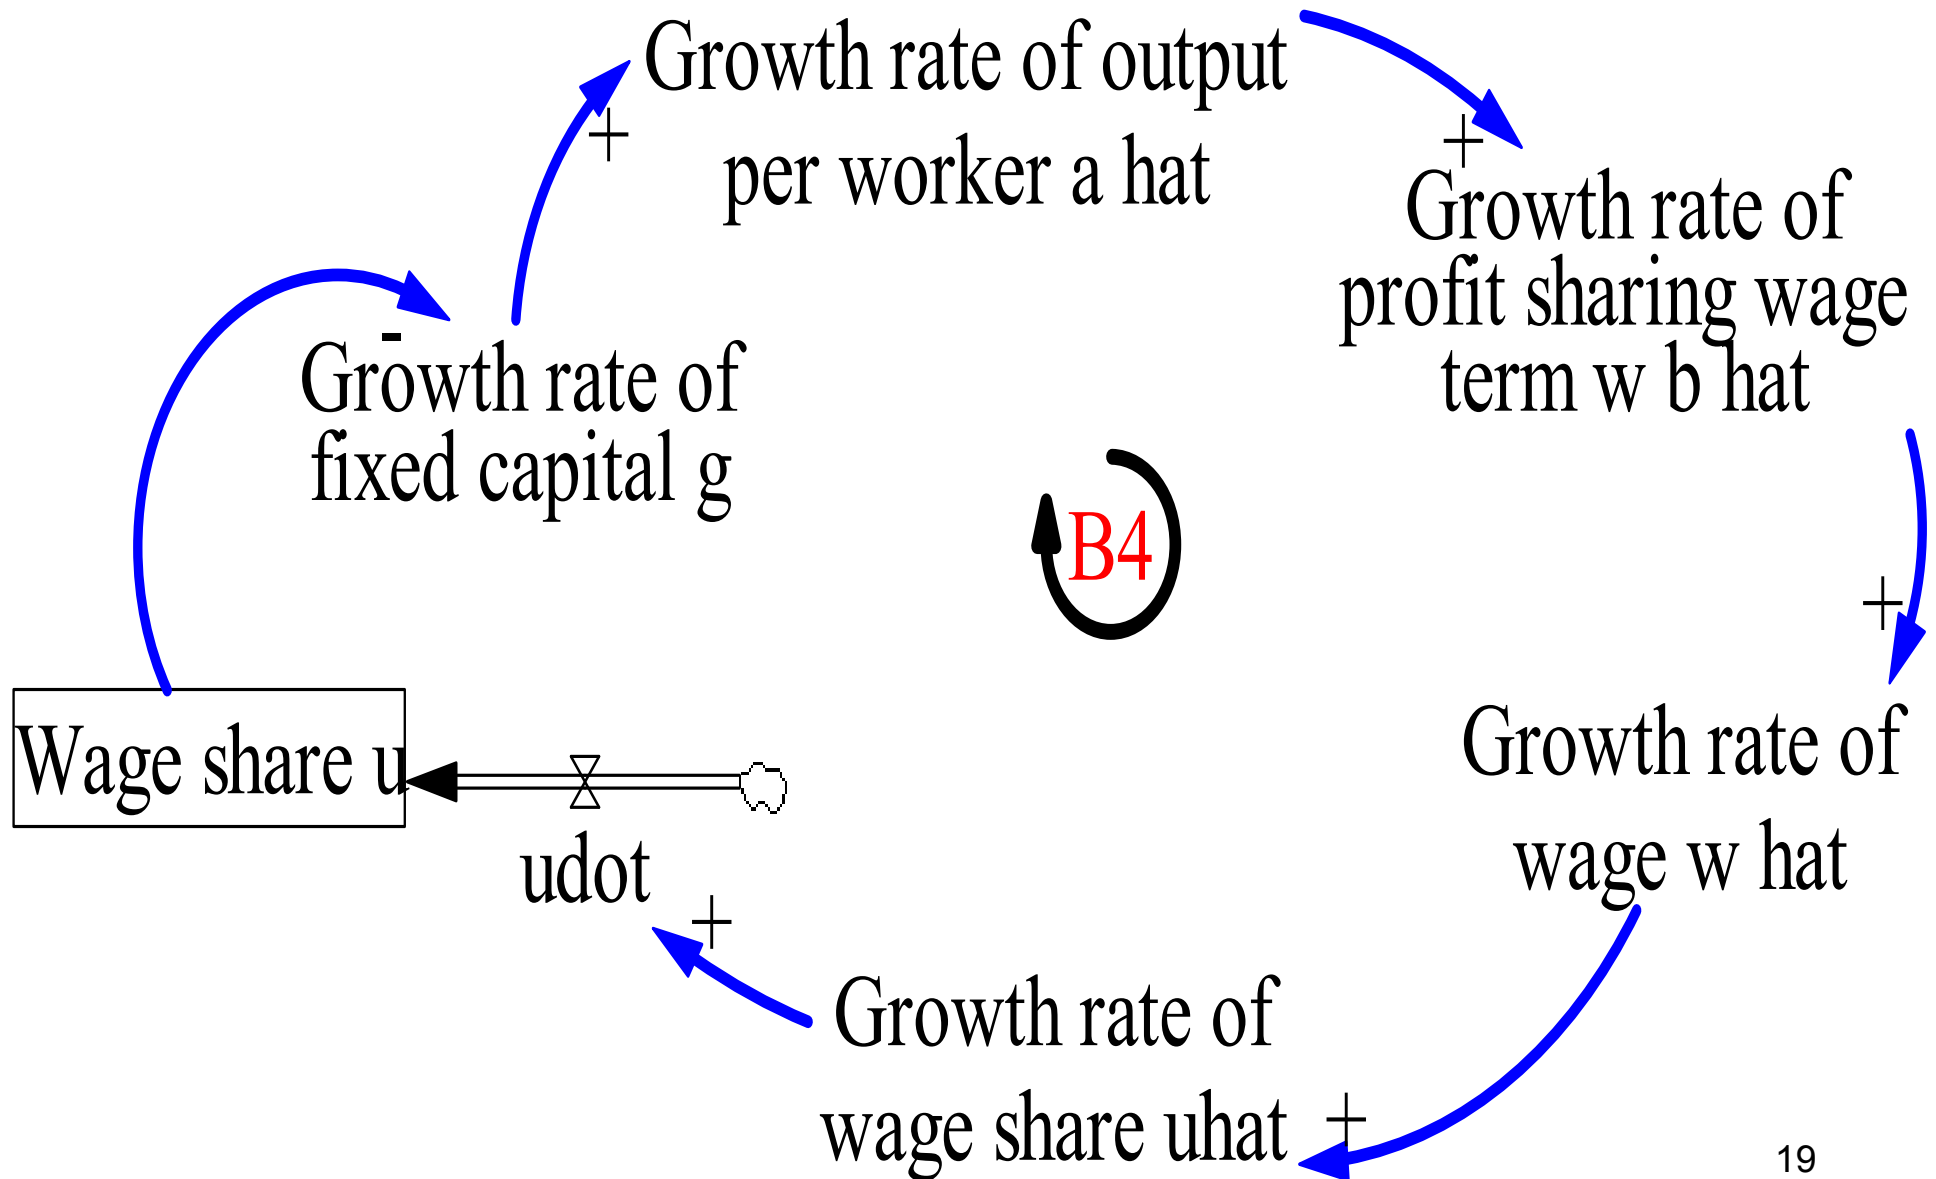 Growth rate of output
per worker a hat
+
+
Growth rate of
profit sharing wage
term w b hat
-
Growth rate of
fixed capital g
B4
+
Wage share u
Growth rate of
wage w hat
udot
+
Growth rate of
wage share uhat
+
19